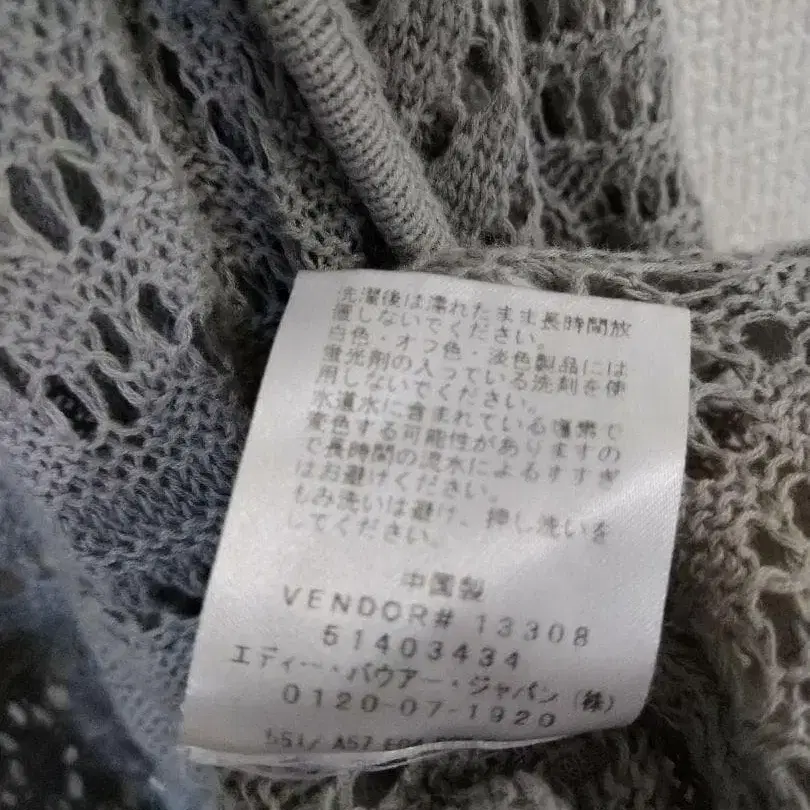 洗濯後は濡れたまま長時間放
置しないでください。
白色・オフ色・淡色製品には
蛍光剤の入っている洗剤を使
用しないでください。
水道水に含まれている塩素で
変色する可能性がありますの
で長時間の流水によるすすぎ
はお避けください。
もみ洗いは避け、押し洗いを
してください。
中国製
VENDOR# 13308
51403434
エディー・バウアー・ジャパン(株)
0120-07-1920
551/ A57